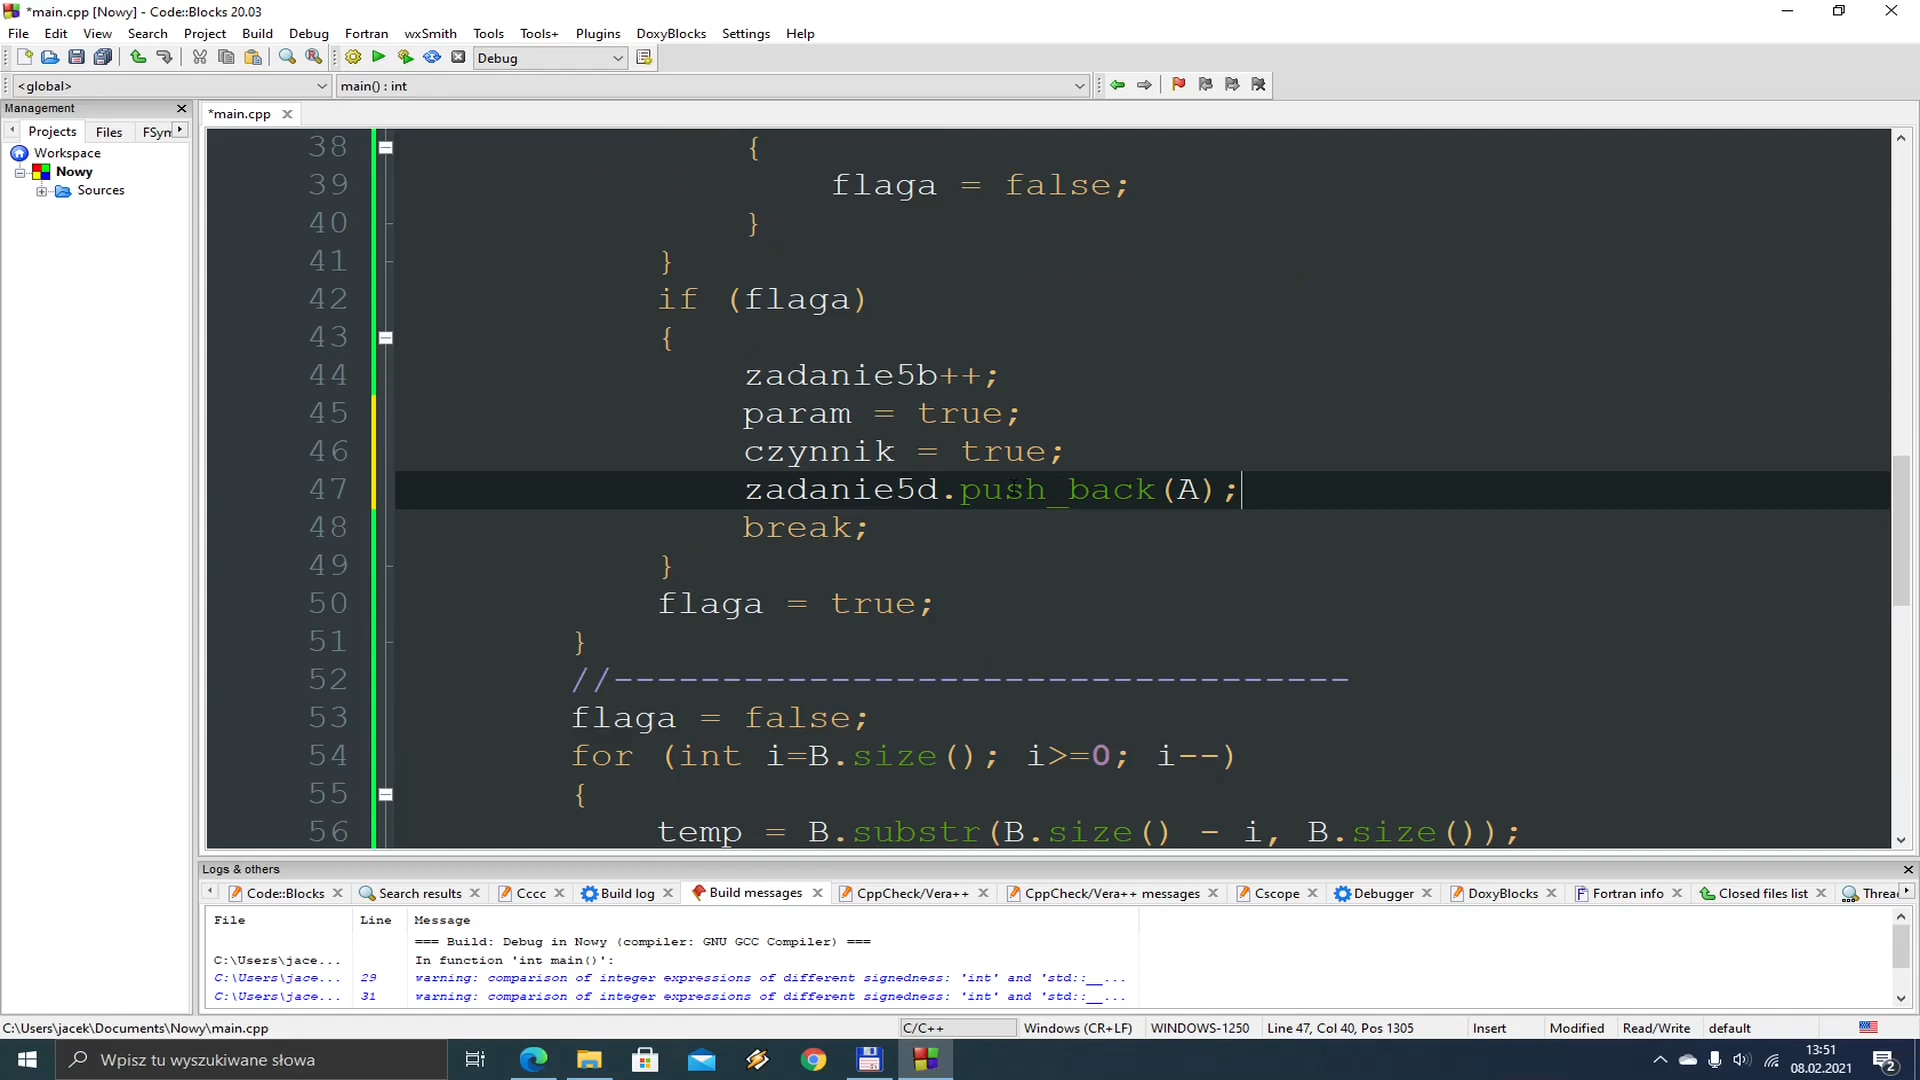 *main.cpp [Nowy] - Code::Blocks 20.03
File Edit View Search Project Build Debug Fortran wxSmith Tools Tools+ Plugins DoxyBlocks Settings Help
Debug
<global> main() : int
Management
*main.cpp
Projects Files FSyn
Workspace
Nowy
Sources
38 {
39 flaga = false;
40 }
41 }
42 if (flaga)
43 {
44 zadanie5b++;
45 param = true;
46 czynnik = true;
47 zadanie5d.push_back(A);
48 break;
49 }
50 flaga = true;
51 }
52 //----------------------------------
53 flaga = false;
54 for (int i=B.size(); i>=0; i--)
55 {
56 temp = B.substr(B.size() - i, B.size());
Logs & others
Code::Blocks Search results Cccc Build log Build messages CppCheck/Vera++ CppCheck/Vera++ messages Cscope Debugger DoxyBlocks Fortran info Closed files list Threa
File Line Message
=== Build: Debug in Nowy (compiler: GNU GCC Compiler) ===
C:\Users\jace... In function 'int main()':
C:\Users\jace... 29 warning: comparison of integer expressions of different signedness: 'int' and 'std::__...
C:\Users\jace... 31 warning: comparison of integer expressions of different signedness: 'int' and 'std::__...
C:\Users\jacek\Documents\Nowy\main.cpp C/C++ Windows (CR+LF) WINDOWS-1250 Line 47, Col 40, Pos 1305 Insert Modified Read/Write default
Wpisz tu wyszukiwane słowa
13:51
08.02.2021
2